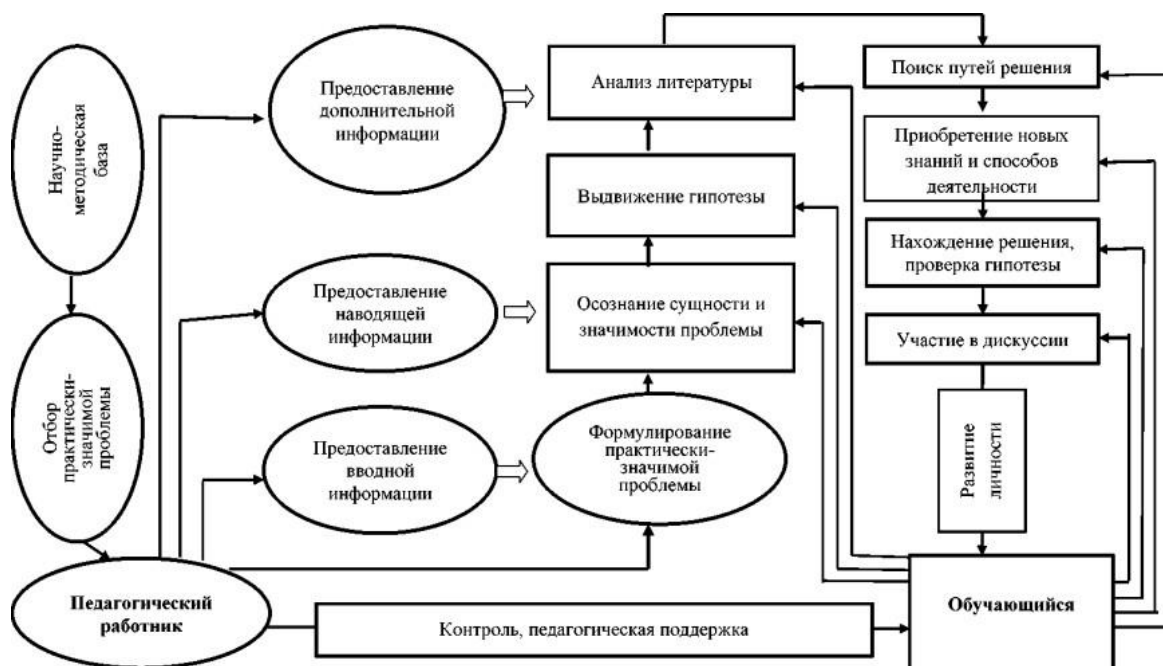 Научно-
методическая
база
Отбор
практически-
значимой
проблемы
Педагогический
работник
Предоставление
дополнительной
информации
Предоставление
наводящей
информации
Предоставление
вводной
информации
Анализ литературы
Выдвижение гипотезы
Осознание сущности и
значимости проблемы
Формулирование
практически-
значимой
проблемы
Контроль, педагогическая поддержка
Поиск путей решения
Приобретение новых
знаний и способов
деятельности
Нахождение решения,
проверка гипотезы
Участие в дискуссии
Развитие
личности
Обучающийся